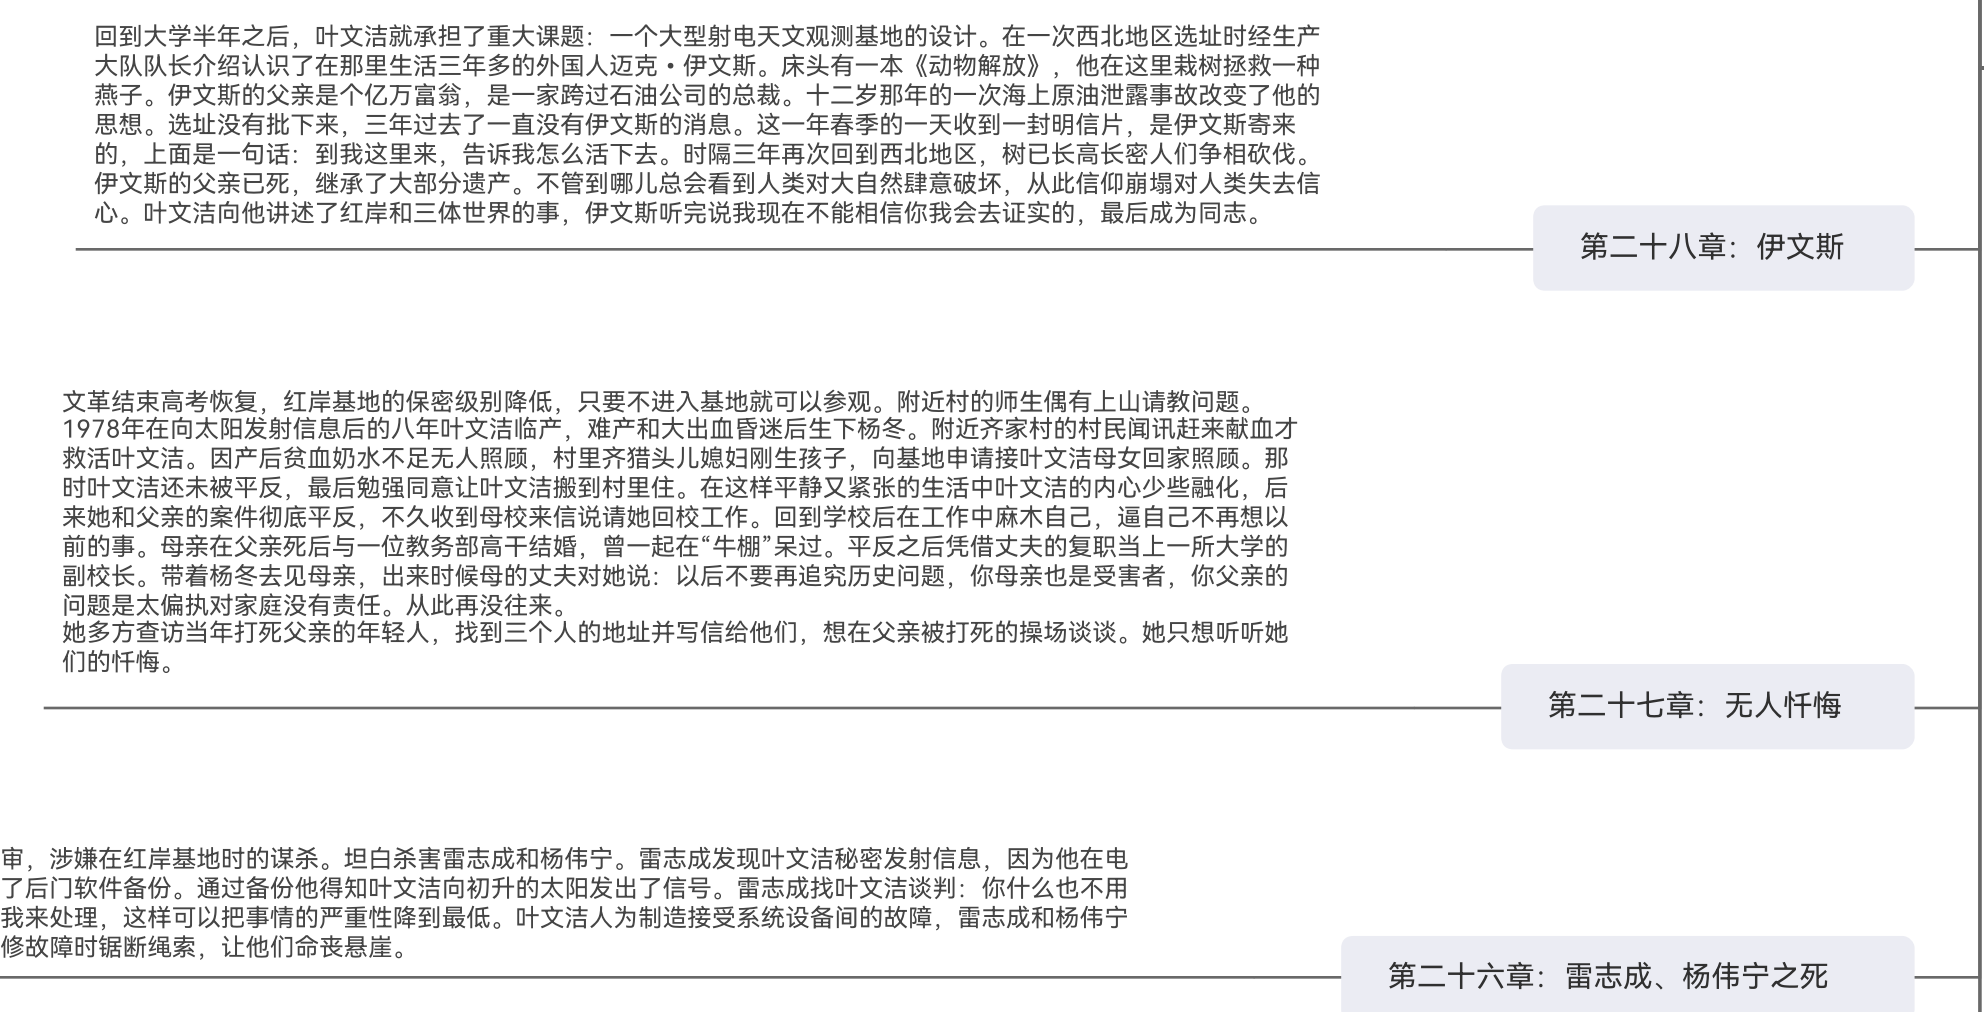 回到大学半年之后，叶文洁就承担了重大课题：一个大型射电天文观测基地的设计。在一次西北地区选址时经生产
大队队长介绍认识了在那里生活三年多的外国人迈克•伊文斯。床头有一本《动物解放》，他在这里栽树拯救一种
燕子。伊文斯的父亲是个亿万富翁，是一家跨过石油公司的总裁。十二岁那年的一次海上原油泄露事故改变了他的
思想。选址没有批下来，三年过去了一直没有伊文斯的消息。这一年春季的一天收到一封明信片，是伊文斯寄来
的，上面是一句话：到我这里来，告诉我怎么活下去。时隔三年再次回到西北地区，树已长高长密人们争相砍伐。
伊文斯的父亲已死，继承了大部分遗产。不管到哪儿总会看到人类对大自然肆意破坏，从此信仰崩塌对人类失去信
心。叶文洁向他讲述了红岸和三体世界的事，伊文斯听完说我现在不能相信你我会去证实的，最后成为同志。
第二十八章：伊文斯
文革结束高考恢复，红岸基地的保密级别降低，只要不进入基地就可以参观。附近村的师生偶有上山请教问题。
1978年在向太阳发射信息后的八年叶文洁临产，难产和大出血昏迷后生下杨冬。附近齐家村的村民闻讯赶来献血才
救活叶文洁。因产后贫血奶水不足无人照顾，村里齐猎头儿媳妇刚生孩子，向基地申请接叶文洁母女回家照顾。那
时叶文洁还未被平反，最后勉强同意让叶文洁搬到村里住。在这样平静又紧张的生活中叶文洁的内心少些融化，后
来她和父亲的案件彻底平反，不久收到母校来信说请她回校工作。回到学校后在工作中麻木自己，逼自己不再想以
前的事。母亲在父亲死后与一位教务部高干结婚，曾一起在“牛棚”呆过。平反之后凭借丈夫的复职当上一所大学的
副校长。带着杨冬去见母亲，出来时候母的丈夫对她说：以后不要再追究历史问题，你母亲也是受害者，你父亲的
问题是太偏执对家庭没有责任。从此再没往来。
她多方查访当年打死父亲的年轻人，找到三个人的地址并写信给他们，想在父亲被打死的操场谈谈。她只想听听她
们的忏悔。
第二十七章：无人忏悔
审，涉嫌在红岸基地时的谋杀。坦白杀害雷志成和杨伟宁。雷志成发现叶文洁秘密发射信息，因为他在电
了后门软件备份。通过备份他得知叶文洁向初升的太阳发出了信号。雷志成找叶文洁谈判：你什么也不用
我来处理，这样可以把事情的严重性降到最低。叶文洁人为制造接受系统设备间的故障，雷志成和杨伟宁
修故障时锯断绳索，让他们命丧悬崖。
第二十六章：雷志成、杨伟宁之死